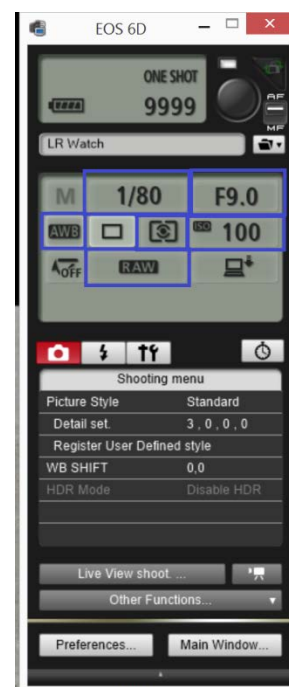 EOS 6D
ONE SHOT
9999
AF
MF
LR Watch
M 1/80 F9.0
AWB ISO 100
OFF RAW
Shooting menu
Picture Style Standard
Detail set. 3 , 0 , 0 , 0
Register User Defined style
WB SHIFT 0,0
HDR Mode Disable HDR
Live View shoot. ...
Other Functions...
Preferences... Main Window...